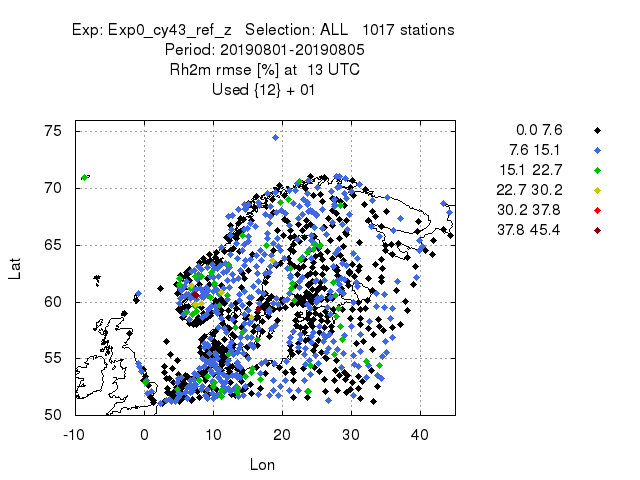 Exp: Exp0_cy43_ref_z   Selection: ALL   1017 stations
Period: 20190801-20190805
Rh2m rmse [%] at  13 UTC
Used {12} + 01
0.0 7.6
7.6 15.1
15.1 22.7
22.7 30.2
30.2 37.8
37.8 45.4
75
70
65
60
55
50
Lat
-10 0 10 20 30 40
Lon